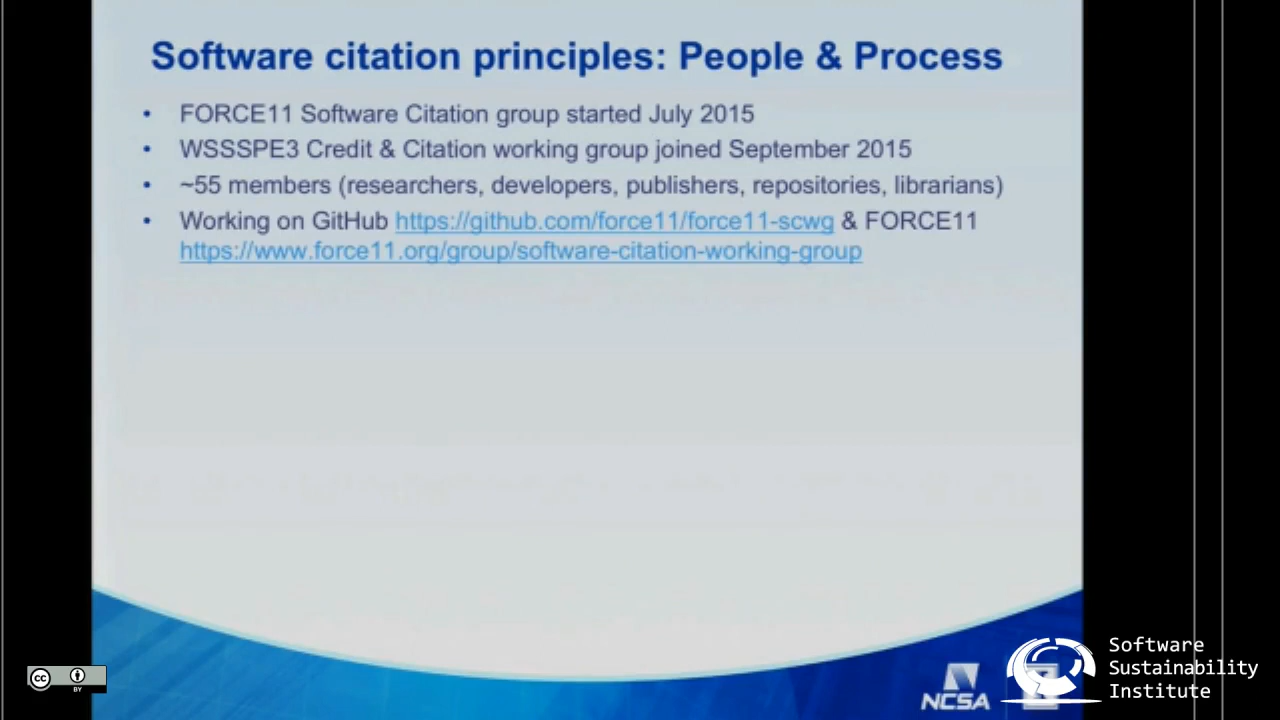 Software citation principles: People & Process
• FORCE11 Software Citation group started July 2015
• WSSSPE3 Credit & Citation working group joined September 2015
• ~55 members (researchers, developers, publishers, repositories, librarians)
• Working on GitHub https://github.com/force11/force11-scwg & FORCE11
https://www.force11.org/group/software-citation-working-group
NCSA
Software
Sustainability
Institute
cc
BY